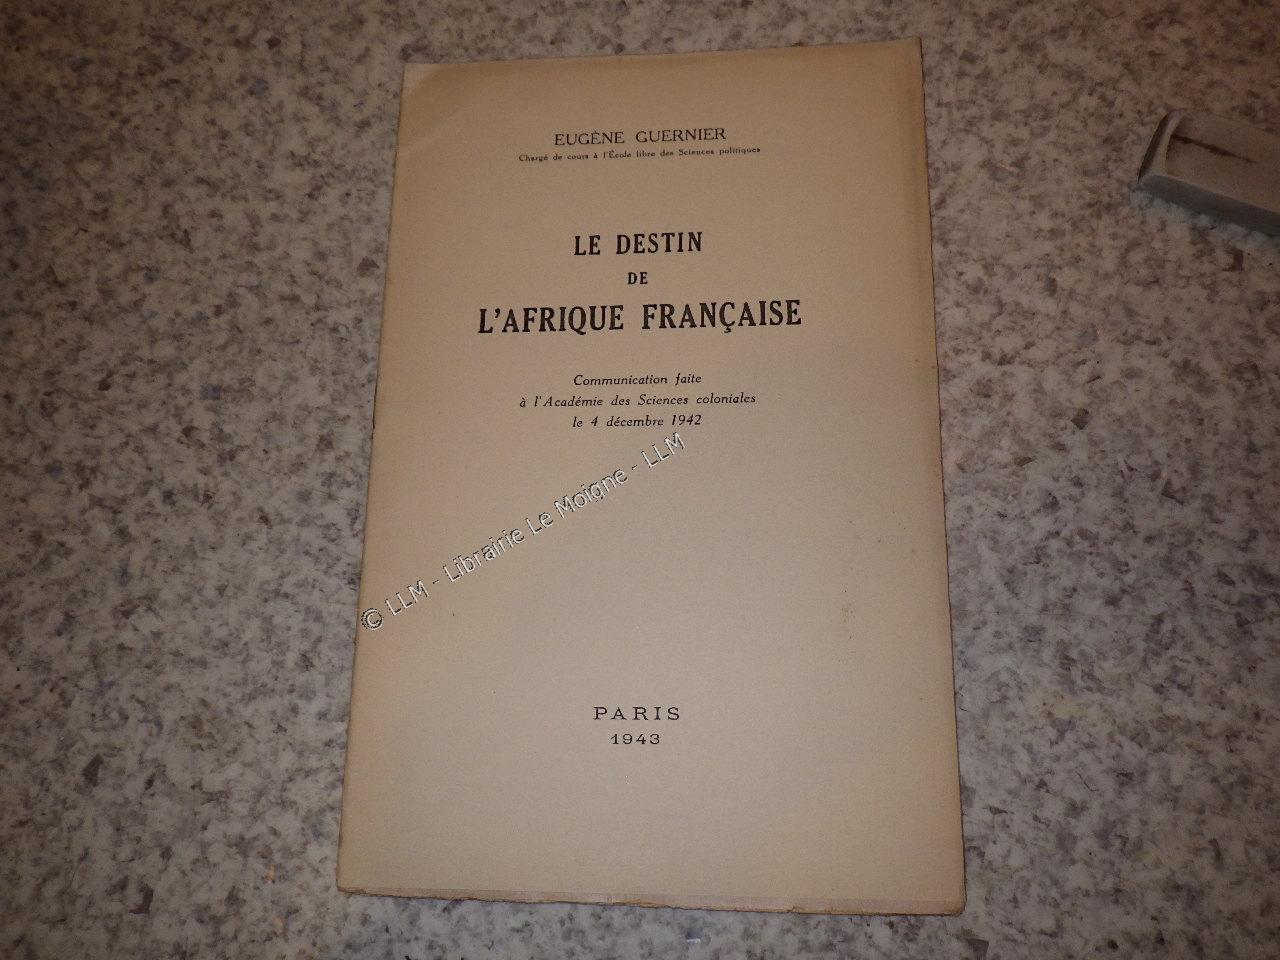 EUGÈNE GUERNIER
Chargé de cours à l'École libre des Sciences politiques
LE DESTIN
DE
L'AFRIQUE FRANÇAISE
Communication faite
à l'Académie des Sciences coloniales
le 4 décembre 1942
© LLM - Librairie Le Moigne - LLM
PARIS
1943